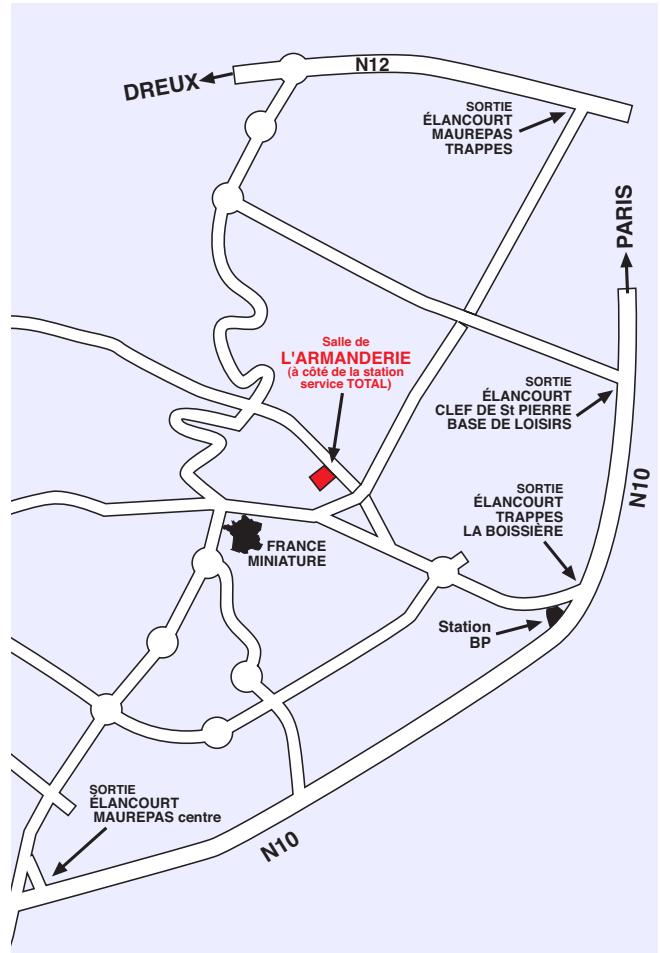 N12
DREUX
SORTIE
ÉLANCOURT
MAUREPAS
TRAPPES
PARIS
Salle de
L'ARMANDERIE
(à côté de la station
service TOTAL)
SORTIE
ÉLANCOURT
CLEF DE St PIERRE
BASE DE LOISIRS
N10
SORTIE
ÉLANCOURT
TRAPPES
LA BOISSIÈRE
FRANCE
MINIATURE
Station
BP
SORTIE
ÉLANCOURT
MAUREPAS centre
N10